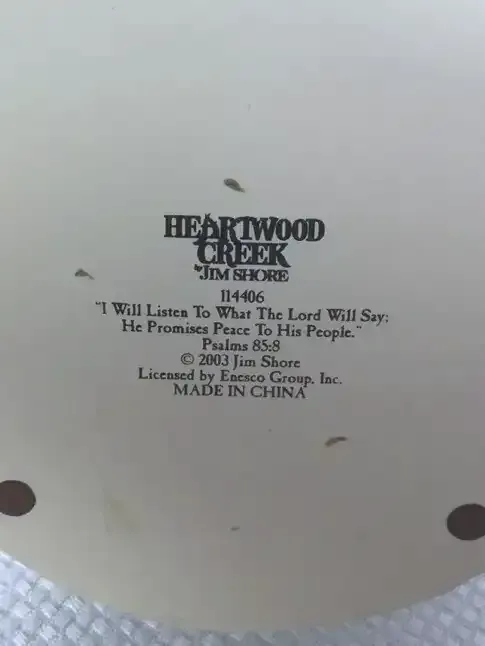 HEARTWOOD
CREEK
by JIM SHORE
114406
"I Will Listen To What The Lord Will Say;
He Promises Peace To His People."
Psalms 85:8
© 2003 Jim Shore
Licensed by Enesco Group, Inc.
MADE IN CHINA